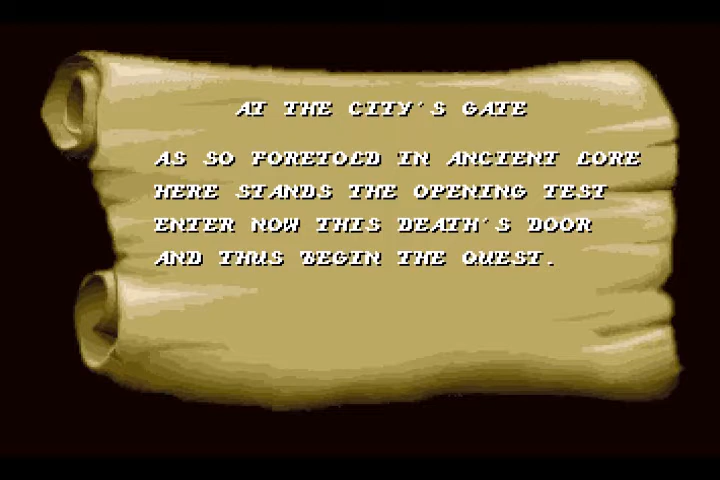 AT THE CITY'S GATE
AS SO FORETOLD IN ANCIENT LORE
HERE STANDS THE OPENING TEST
ENTER NOW THIS DEATH'S DOOR
AND THUS BEGIN THE QUEST.